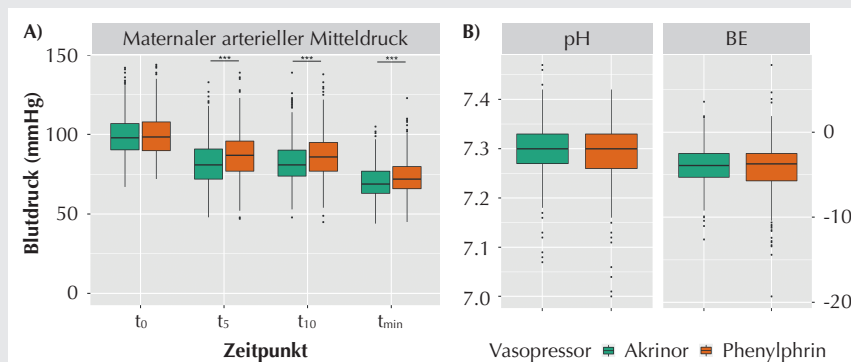 A)
Maternaler arterieller Mitteldruck
Blutdruck (mmHg)
150
100
50
0
***
***
***
t0
t5
t10
tmin
Zeitpunkt
B)
pH
BE
7.4
7.3
7.2
7.1
7.0
0
-5
-10
-20
Vasopressor Akrinor Phenylphrin